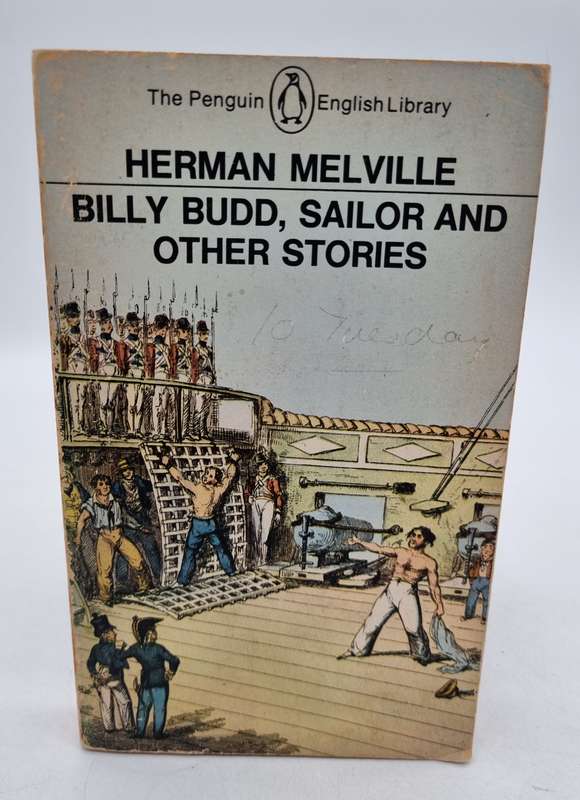 The Penguin English Library
HERMAN MELVILLE
BILLY BUDD, SAILOR AND
OTHER STORIES
10 Tuesday